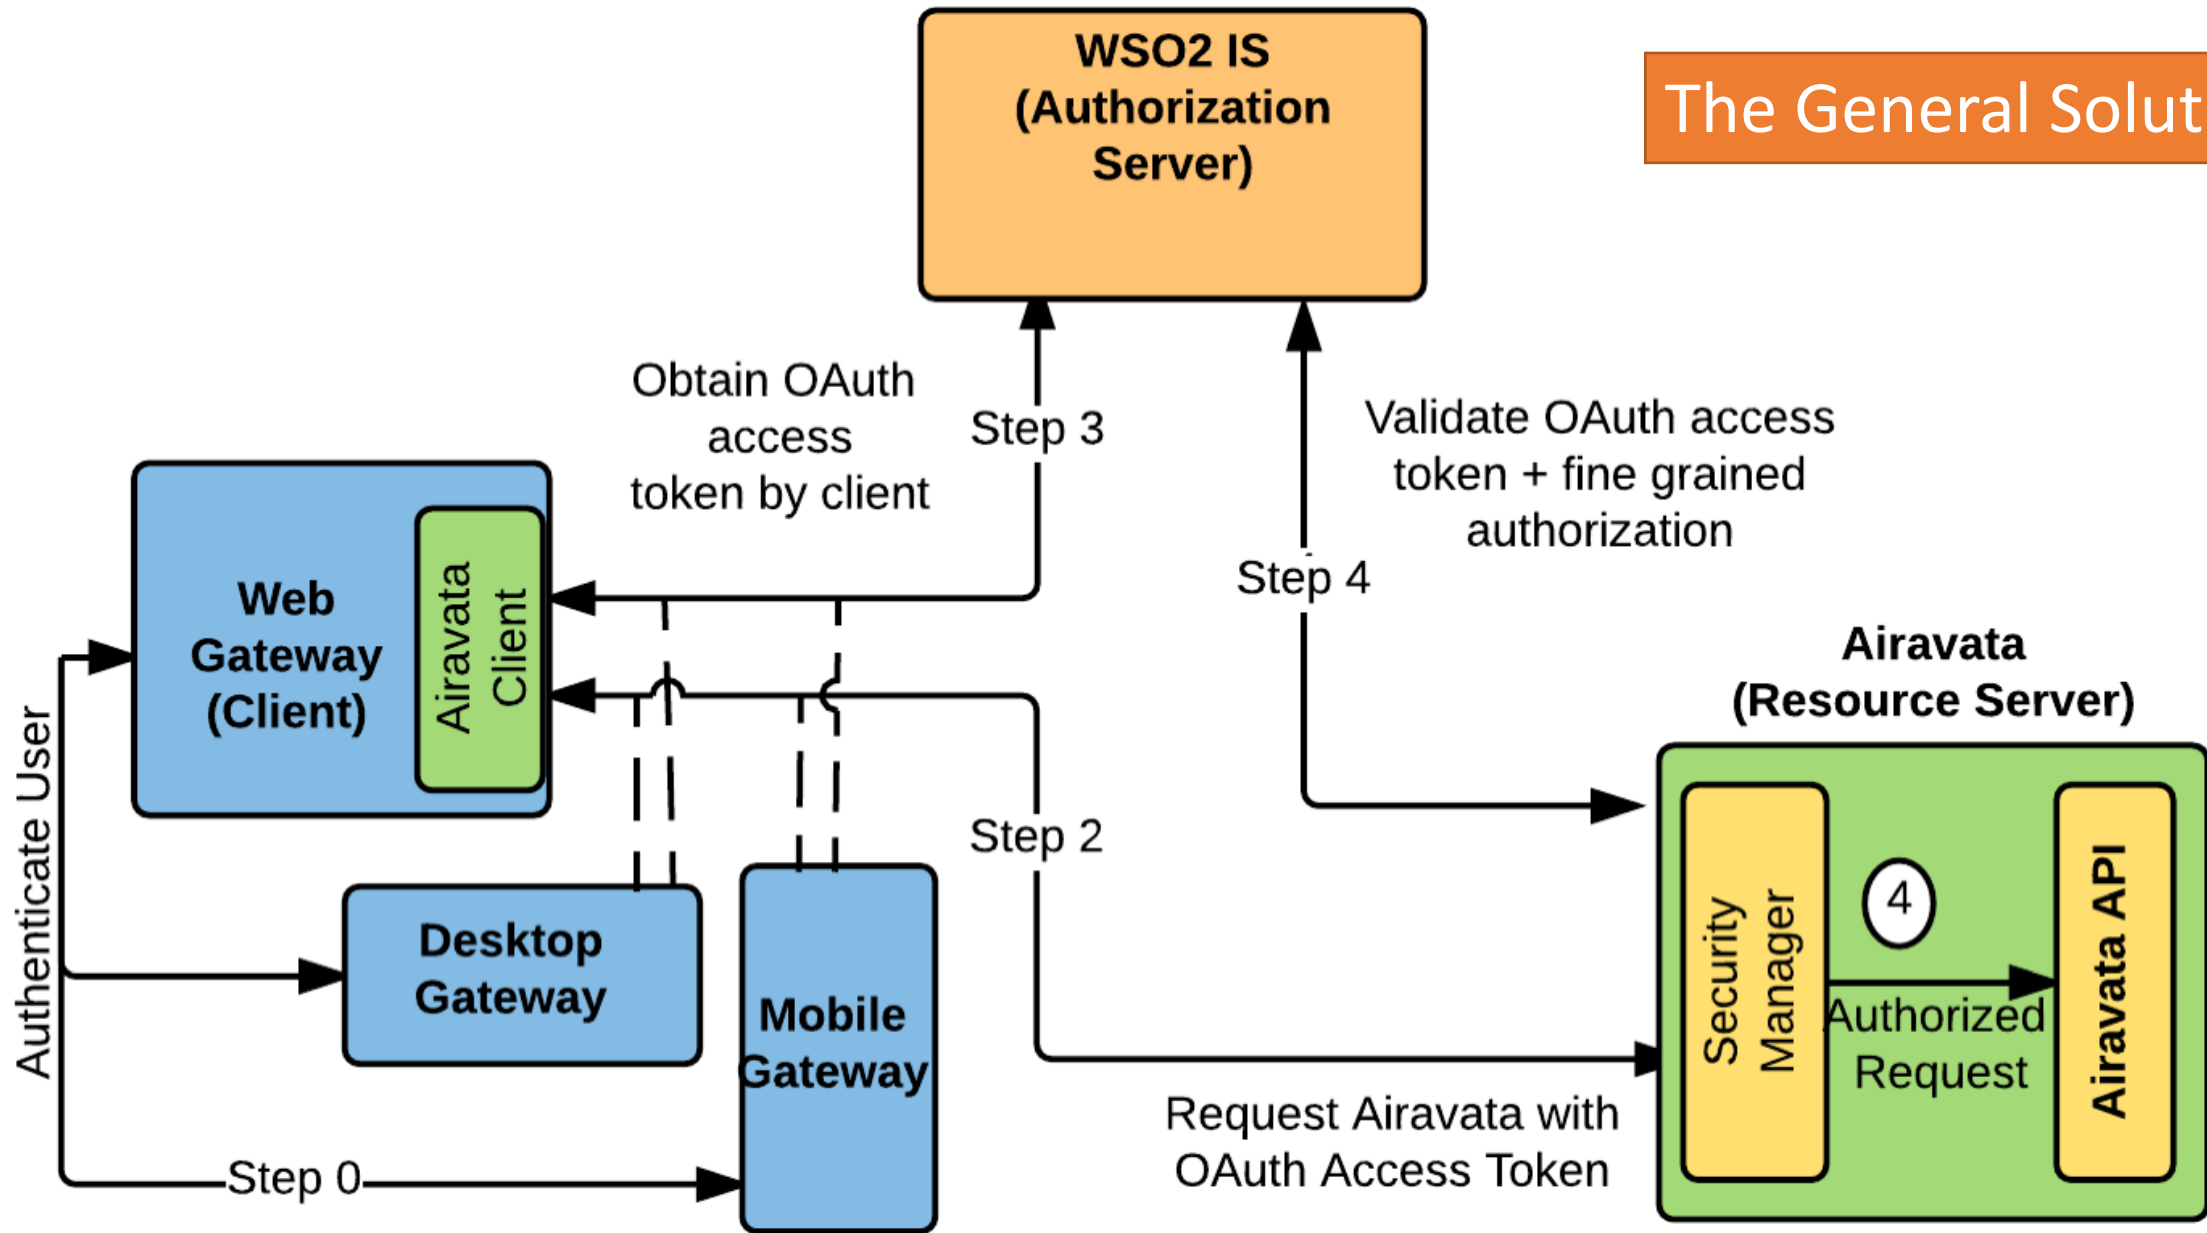 WSO2 IS
(Authorization
Server)
The General Solut
Obtain OAuth
access
token by client
Step 3
Validate OAuth access
token + fine grained
authorization
Step 4
Web
Gateway
(Client)
Airavata
Client
Airavata
(Resource Server)
Authenticate User
Step 2
Desktop
Gateway
Mobile
Gateway
Security
Manager
4
Authorized
Request
Airavata API
Request Airavata with
OAuth Access Token
Step 0